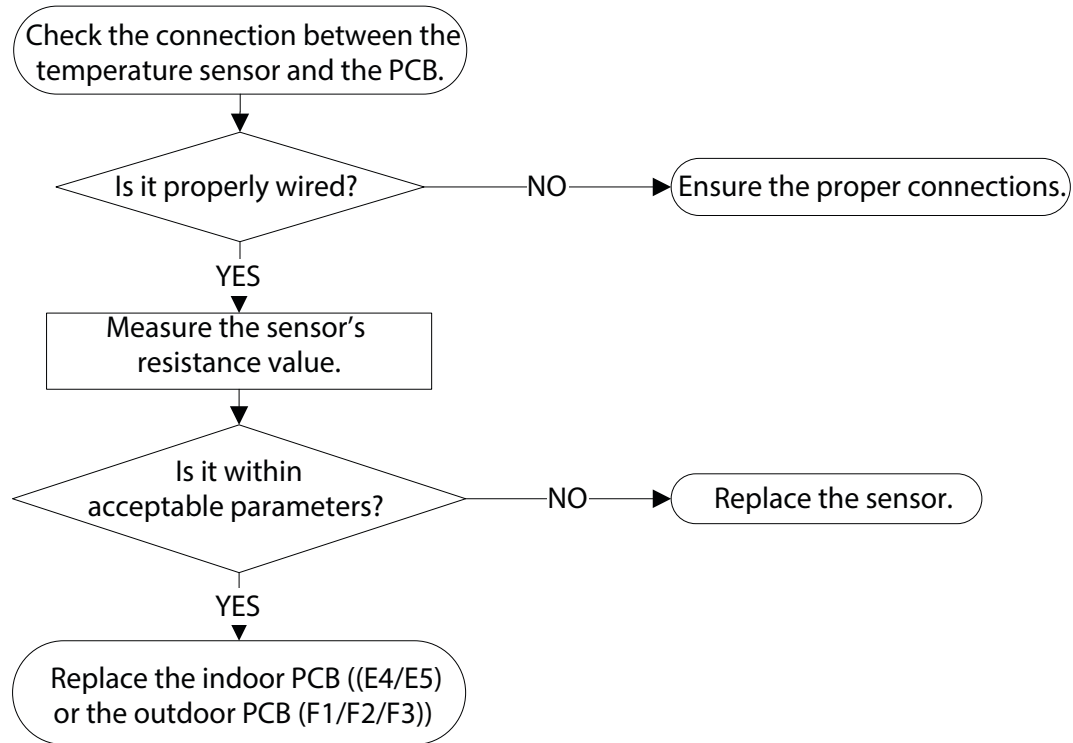 Check the connection between the
temperature sensor and the PCB.
Is it properly wired?
NO
Ensure the proper connections.
YES
Measure the sensor’s
resistance value.
Is it within
acceptable parameters?
NO
Replace the sensor.
YES
Replace the indoor PCB ((E4/E5)
or the outdoor PCB (F1/F2/F3))